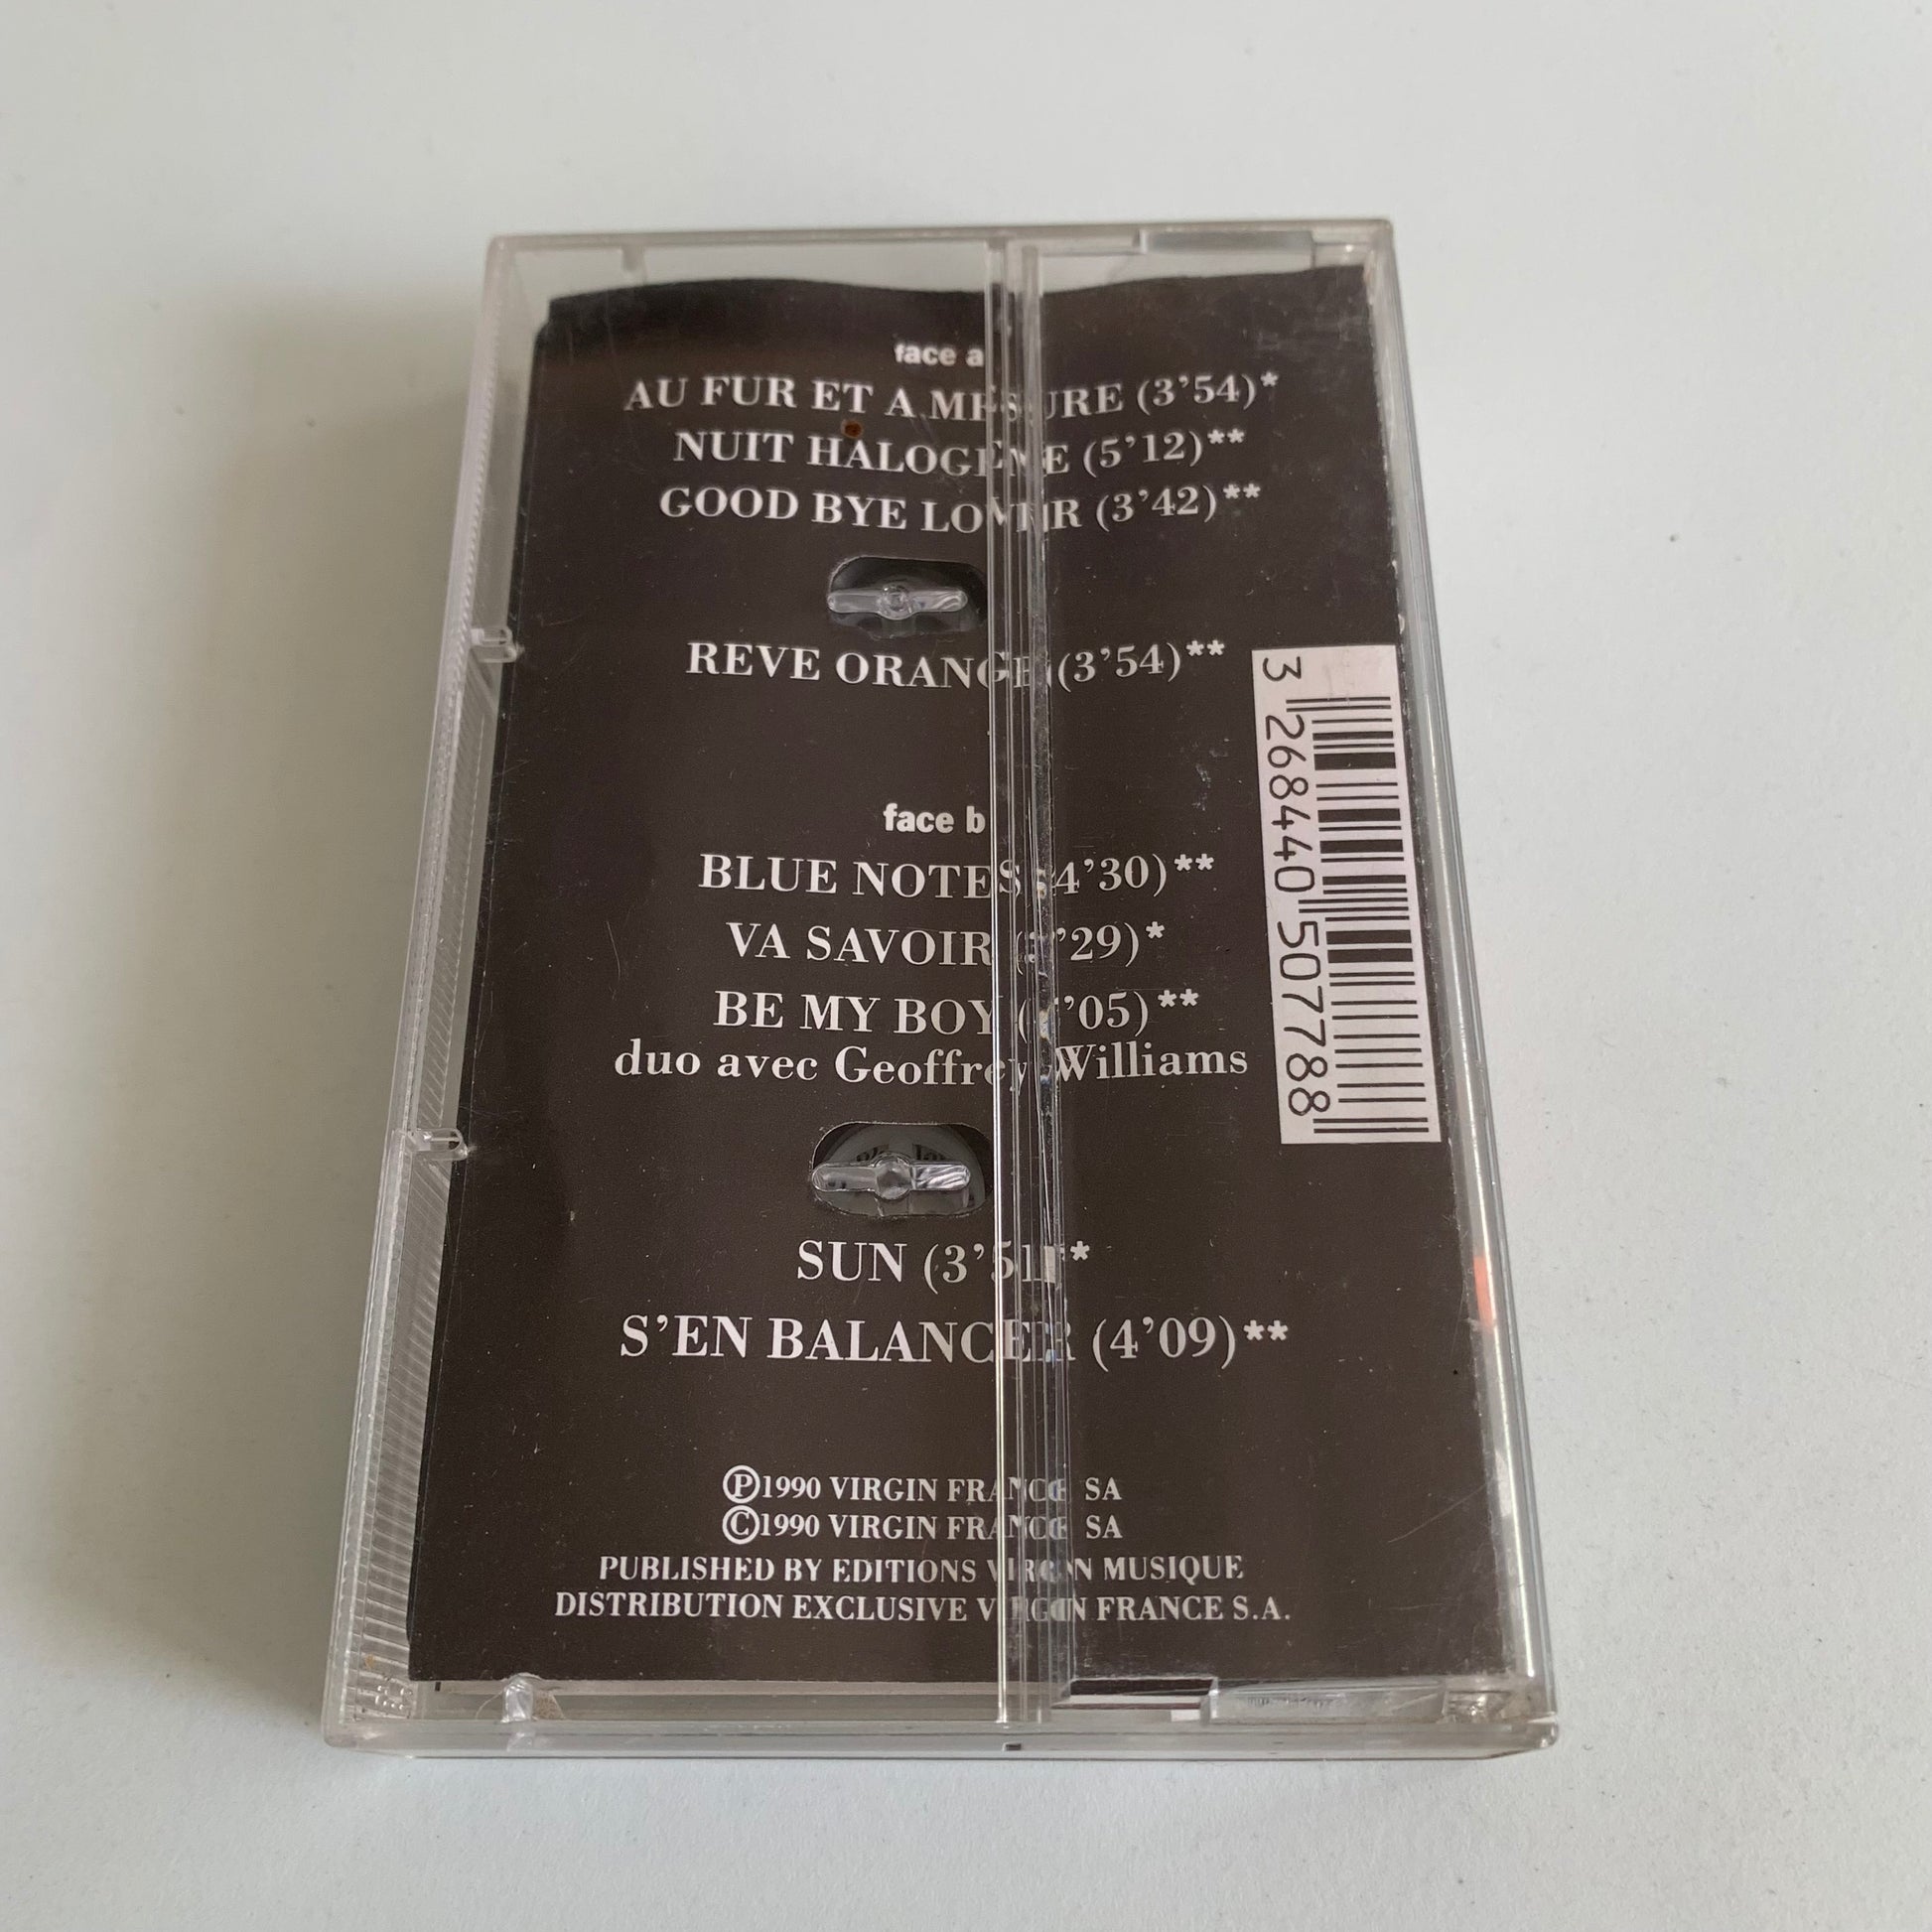 face a
AU FUR ET A MESURE (3'54)*
NUIT HALOGENE (5'12)**
GOOD BYE LOVER (3'42)**
REVE ORANGE (3'54)**
face b
BLUE NOTES (4'30)**
VA SAVOIR
BE MY BOY
duo avec Geoffrey Williams
SUN
S'EN BALANCER (4'09)**
Ⓟ1990 VIRGIN FRANCE SA
©1990 VIRGIN FRANCE SA
PUBLISHED BY EDITIONS VIRGIN MUSIQUE
DISTRIBUTION EXCLUSIVE VIRGIN FRANCE S.A.
3 268440 507788